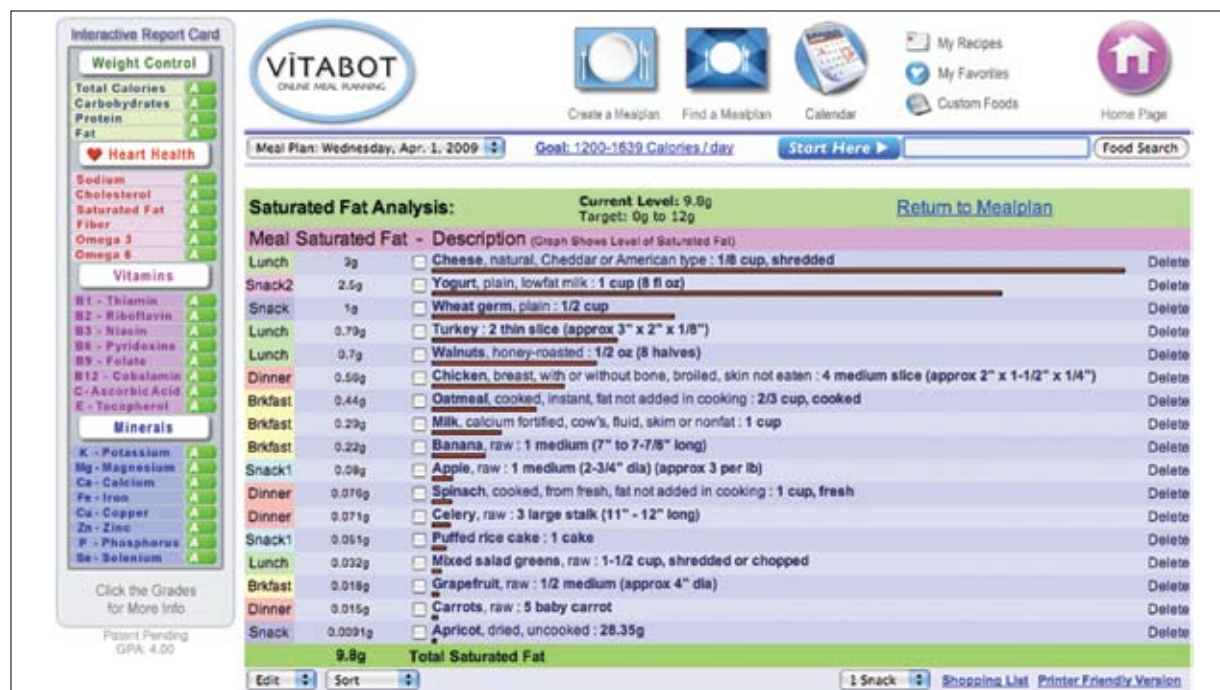 Interactive Report Card
Weight Control
Total Calories A
Carbohydrates A
Protein A
Fat A
Heart Health
Sodium A
Cholesterol A
Saturated Fat A
Fiber A
Omega 3 A
Omega 6 A
Vitamins
B1 - Thiamin A
B2 - Riboflavin A
B3 - Niacin A
B6 - Pyridoxine A
B9 - Folate A
B12 - Cobalamin A
C - Ascorbic Acid A
E - Tocopherol A
Minerals
K - Potassium A
Mg - Magnesium A
Ca - Calcium A
Fe - Iron A
Cu - Copper A
Zn - Zinc A
P - Phosphorus A
Se - Selenium A
Click the Grades
for More Info
Patent Pending
GPA: 4.00
VĪTABOT
ONLINE MEAL PLANNING
Create a Mealplan
Find a Mealplan
Calendar
My Recipes
My Favorites
Custom Foods
Home Page
Meal Plan: Wednesday, Apr. 1, 2009 Goal: 1200-1639 Calories / day Start Here Food Search
Saturated Fat Analysis: Current Level: 9.8g Return to Mealplan
Target: 0g to 12g
Meal Saturated Fat - Description (Graph Shows Level of Saturated Fat)
Lunch 3g Cheese, natural, Cheddar or American type : 1/8 cup, shredded Delete
Snack2 2.5g Yogurt, plain, lowfat milk : 1 cup (8 fl oz) Delete
Snack 1g Wheat germ, plain : 1/2 cup Delete
Lunch 0.79g Turkey : 2 thin slice (approx 3" x 2" x 1/8") Delete
Lunch 0.7g Walnuts, honey-roasted : 1/2 oz (8 halves) Delete
Dinner 0.56g Chicken, breast, with or without bone, broiled, skin not eaten : 4 medium slice (approx 2" x 1-1/2" x 1/4") Delete
Brkfast 0.44g Oatmeal, cooked, instant, fat not added in cooking : 2/3 cup, cooked Delete
Brkfast 0.29g Milk, calcium fortified, cow's, fluid, skim or nonfat : 1 cup Delete
Brkfast 0.22g Banana, raw : 1 medium (7" to 7-7/8" long) Delete
Snack1 0.09g Apple, raw : 1 medium (2-3/4" dia) (approx 3 per lb) Delete
Dinner 0.076g Spinach, cooked, from fresh, fat not added in cooking : 1 cup, fresh Delete
Dinner 0.071g Celery, raw : 3 large stalk (11" - 12" long) Delete
Snack1 0.051g Puffed rice cake : 1 cake Delete
Lunch 0.032g Mixed salad greens, raw : 1-1/2 cup, shredded or chopped Delete
Brkfast 0.018g Grapefruit, raw : 1/2 medium (approx 4" dia) Delete
Dinner 0.015g Carrots, raw : 5 baby carrot Delete
Snack 0.0091g Apricot, dried, uncooked : 28.35g Delete
9.8g Total Saturated Fat
Edit Sort 1 Snack Shopping List Printer Friendly Version